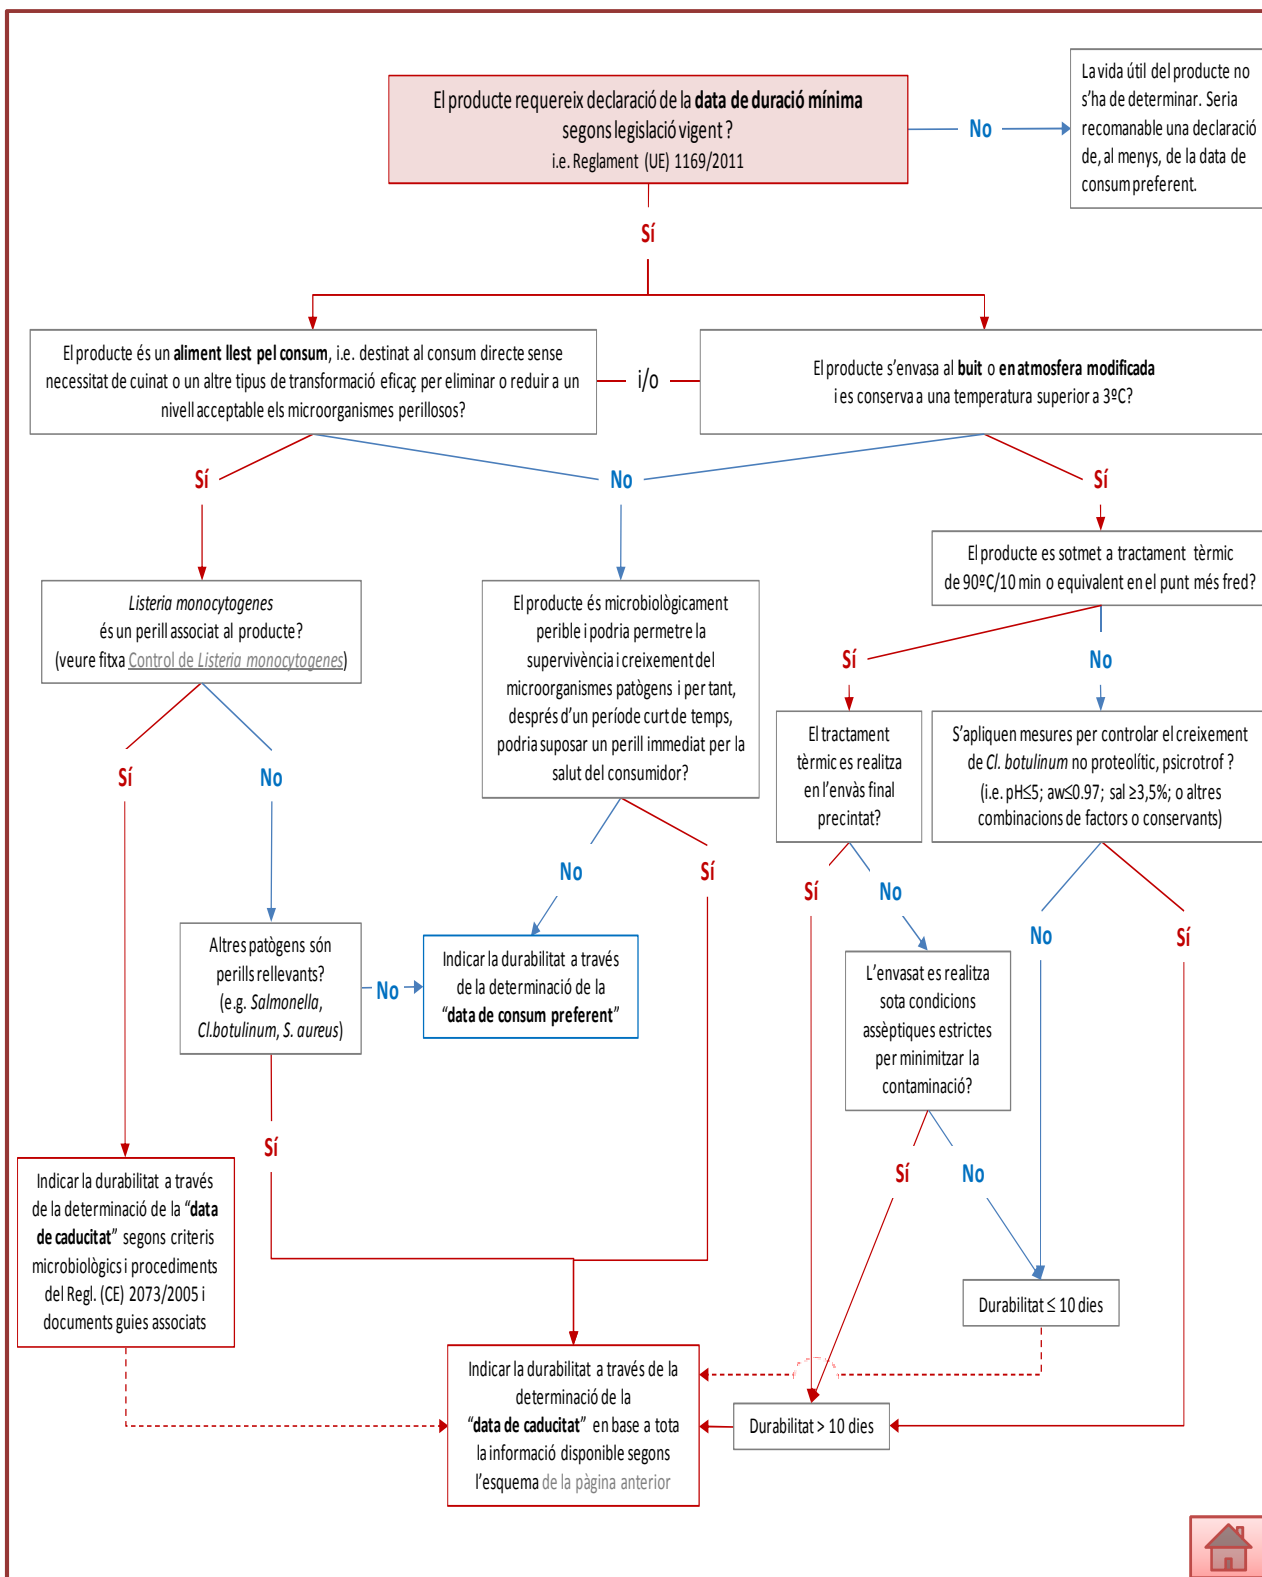 El producte requereix declaració de la data de duració mínima
segons legislació vigent ?
i.e. Reglament (UE) 1169/2011
No
La vida útil del producte no
s'ha de determinar. Seria
recomanable una declaració
de, al menys, de la data de
consum preferent.
Sí
El producte és un aliment llest pel consum, i.e. destinat al consum directe sense
necessitat de cuinat o un altre tipus de transformació eficaç per eliminar o reduir a un
nivell acceptable els microorganismes perillosos?
i/o
El producte s'envasa al buit o en atmosfera modificada
i es conserva a una temperatura superior a 3ºC?
Sí
No
Sí
El producte es sotmet a tractament tèrmic
de 90ºC/10 min o equivalent en el punt més fred?
Listeria monocytogenes
és un perill associat al producte?
(veure fitxa Control de Listeria monocytogenes)
El producte és microbiològicament
perible i podria permetre la
supervivència i creixement del
microorganismes patògens i per tant,
després d'un període curt de temps,
podria suposar un perill immediat per la
salut del consumidor?
Sí
No
El tractament
tèrmic es realitza
en l'envàs final
precintat?
S'apliquen mesures per controlar el creixement
de Cl. botulinum no proteolític, psicrotrof ?
(i.e. pH≤5; aw≤0.97; sal ≥3,5%; o altres
combinacions de factors o conservants)
Sí
No
No
Sí
Sí
No
No
Sí
Altres patògens són
perills rellevants?
(e.g. Salmonella,
Cl.botulinum, S. aureus)
No
Indicar la durabilitat a través
de la determinació de la
"data de consum preferent"
L'envasat es realitza
sota condicions
assèptiques estrictes
per minimitzar la
contaminació?
Sí
Sí
No
Indicar la durabilitat a través
de la determinació de la "data
de caducitat" segons criteris
microbiològics i procediments
del Regl. (CE) 2073/2005 i
documents guies associats
Durabilitat ≤ 10 dies
Indicar la durabilitat a través de la
determinació de la
"data de caducitat" en base a tota
la informació disponible segons
l'esquema de la pàgina anterior
Durabilitat > 10 dies